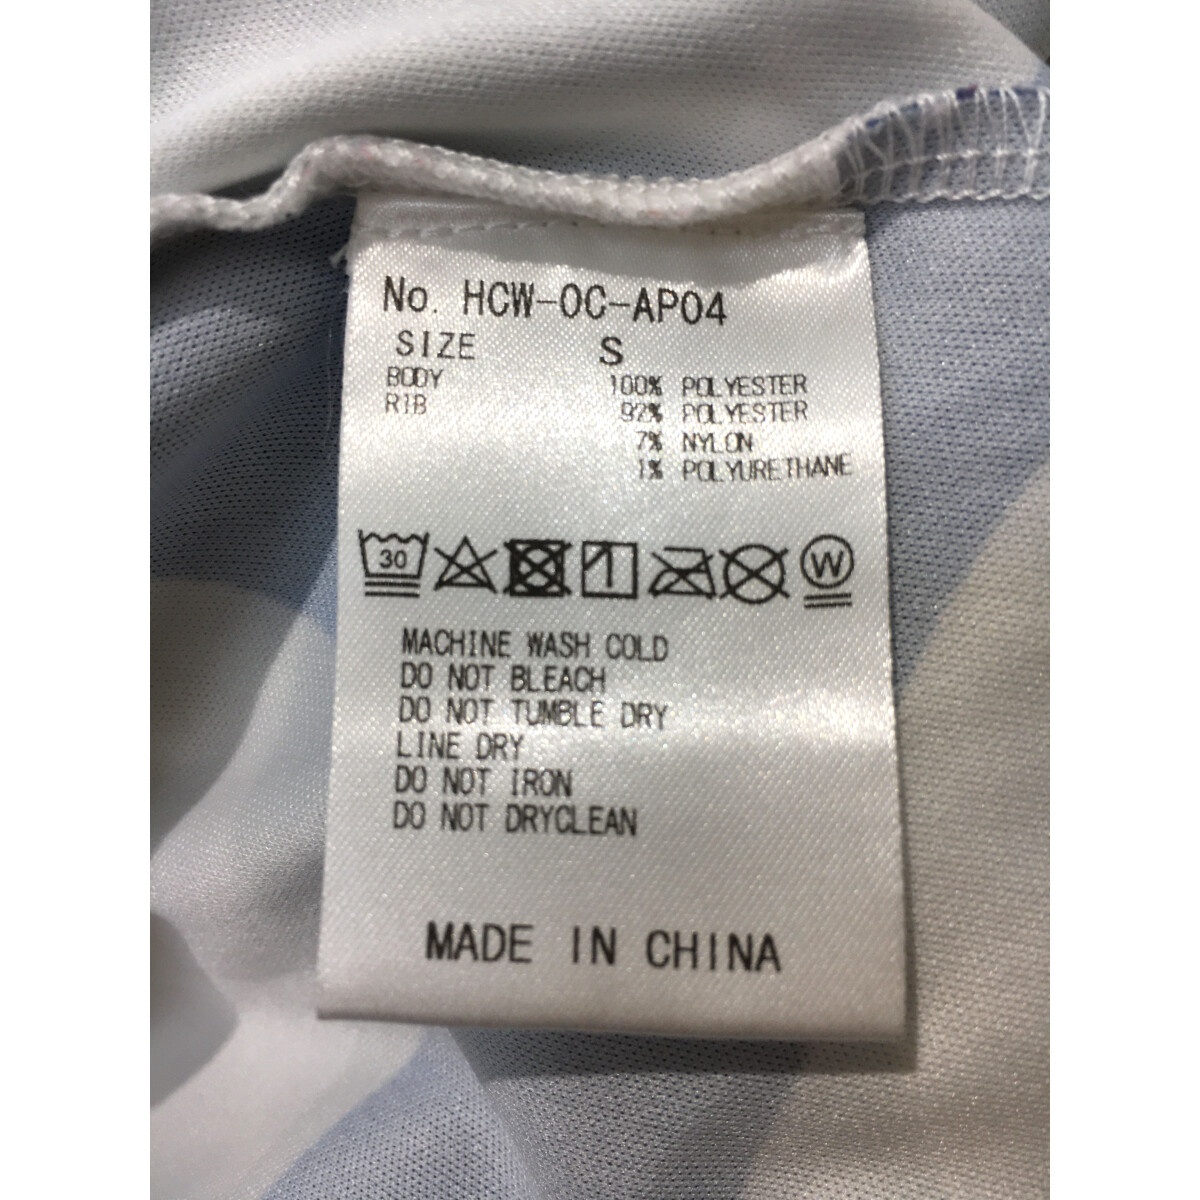 No. HCW-OC-AP04
SIZE S
BODY 100% POLYESTER
RIB 92% POLYESTER
7% NYLON
1% POLYURETHANE
30 W
MACHINE WASH COLD
DO NOT BLEACH
DO NOT TUMBLE DRY
LINE DRY
DO NOT IRON
DO NOT DRYCLEAN
MADE IN CHINA